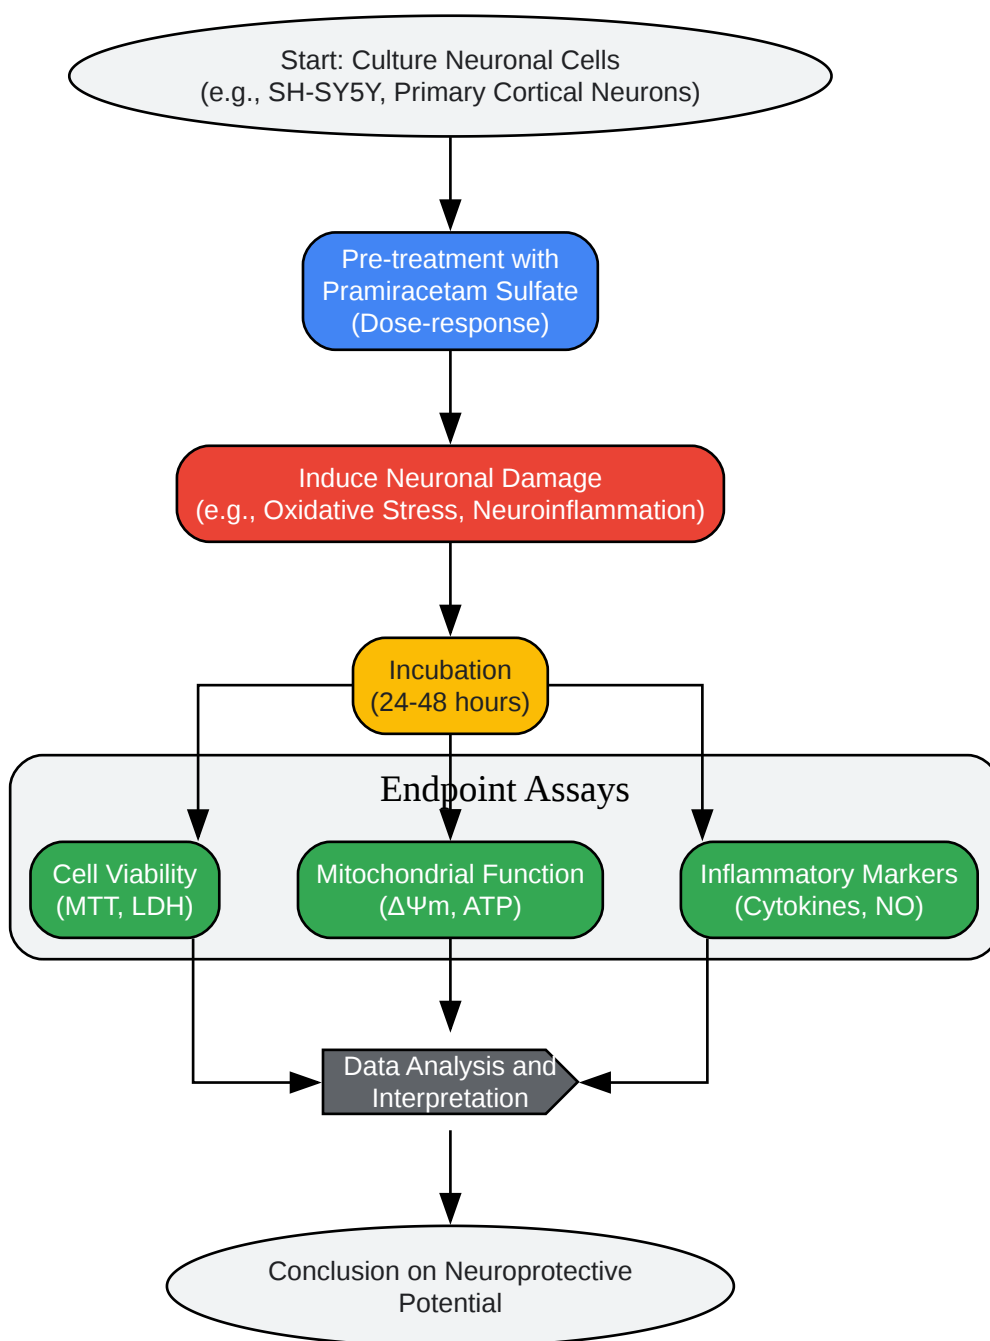 Start: Culture Neuronal Cells
(e.g., SH-SY5Y, Primary Cortical Neurons)
Pre-treatment with
Pramiracetam Sulfate
(Dose-response)
Induce Neuronal Damage
(e.g., Oxidative Stress, Neuroinflammation)
Incubation
(24-48 hours)
Endpoint Assays
Cell Viability
(MTT, LDH)
Mitochondrial Function
(ΔΨm, ATP)
Inflammatory Markers
(Cytokines, NO)
Data Analysis and
Interpretation
Conclusion on Neuroprotective
Potential